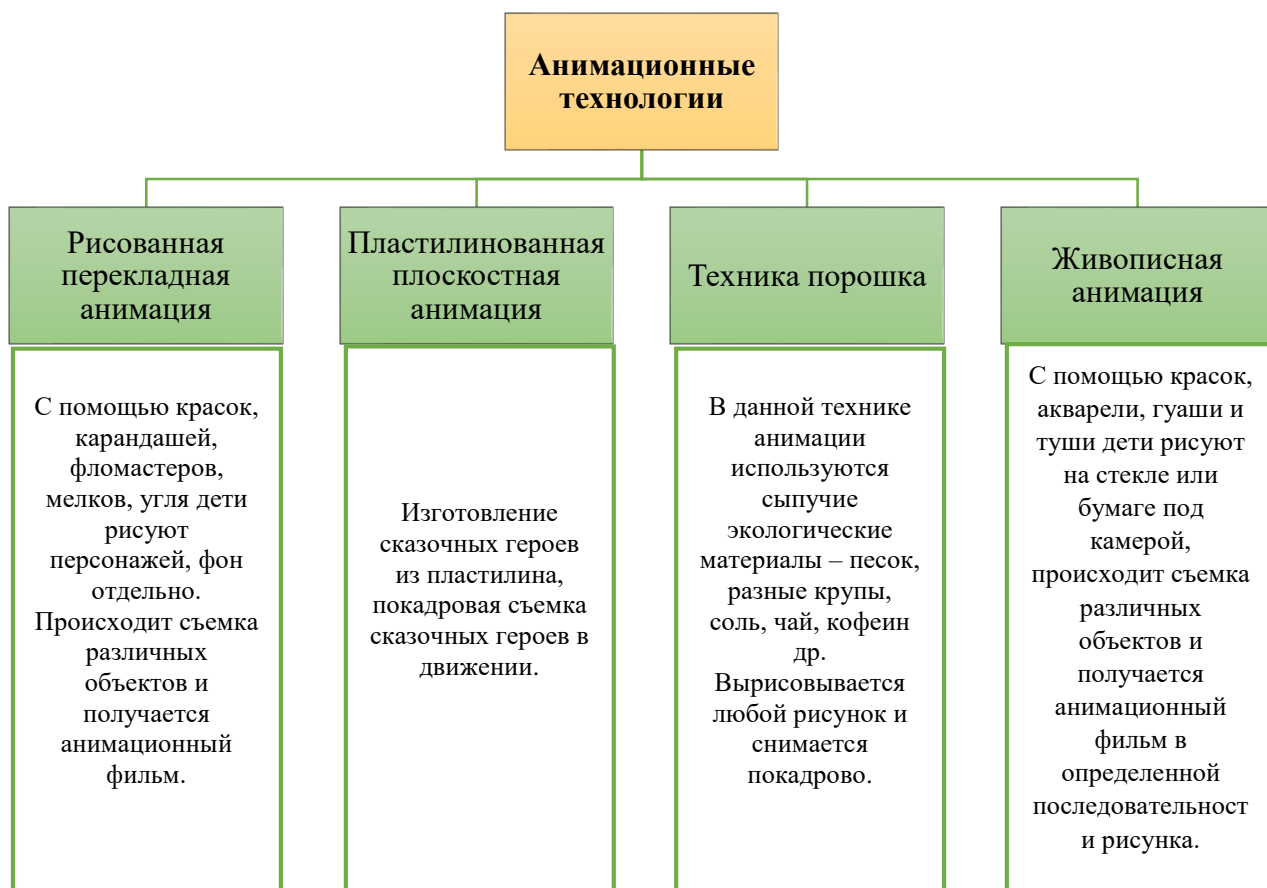 Анимационные
технологии
Рисованная
перекладная
анимация
С помощью красок,
карандашей,
фломастеров,
мелков, угля дети
рисуют
персонажей, фон
отдельно.
Происходит съемка
различных
объектов и
получается
анимационный
фильм.
Пластилинованная
плоскостная
анимация
Изготовление
сказочных героев
из пластилина,
покадровая съемка
сказочных героев в
движении.
Техника порошка
В данной технике
анимации
используются
сыпучие
экологические
материалы – песок,
разные крупы,
соль, чай, кофеин
др.
Вырисовывается
любой рисунок и
снимается
покадрово.
Живописная
анимация
С помощью красок,
акварели, гуаши и
туши дети рисуют
на стекле или
бумаге под
камерой,
происходит съемка
различных
объектов и
получается
анимационный
фильм в
определенной
последовательност
и рисунка.